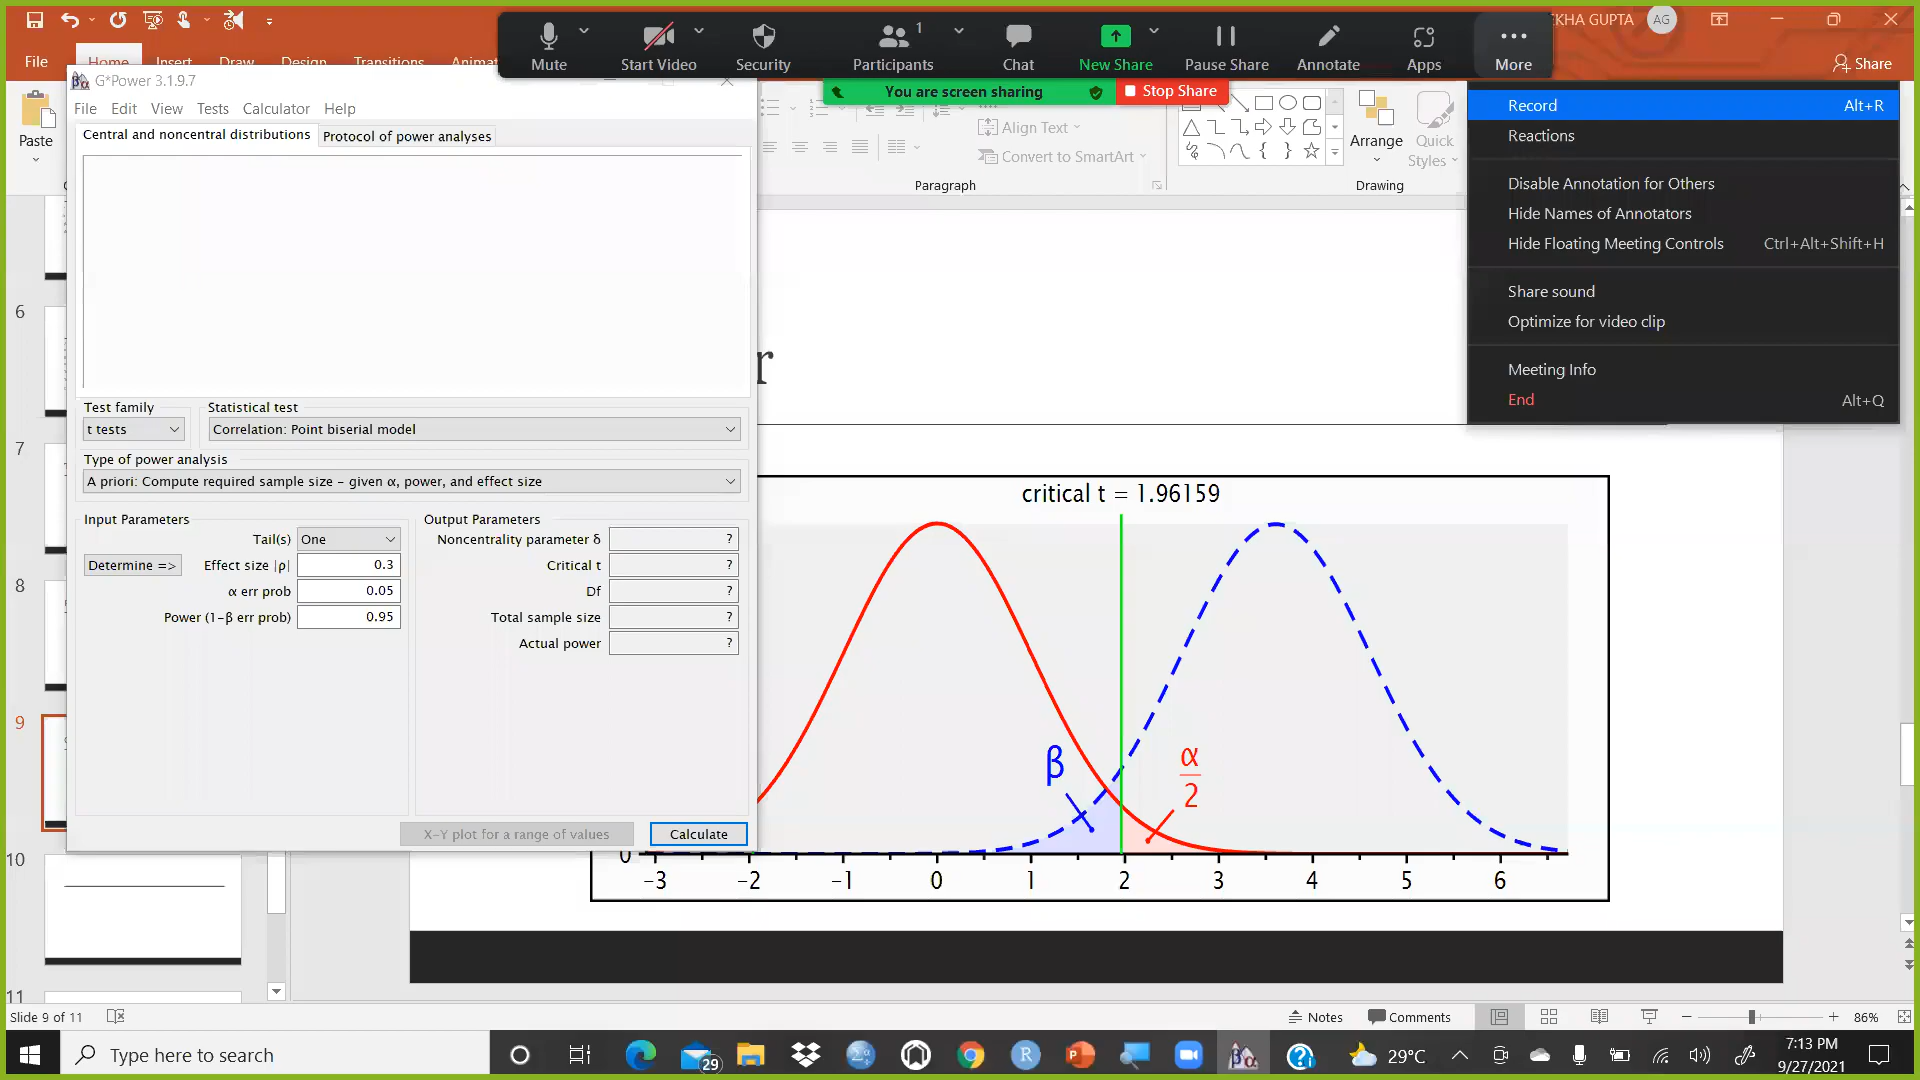 EKHA GUPTA
AG
File
Home
Insert
Draw
Design
Transitions
Animat
Share
Mute
Start Video
Security
Participants
1
Chat
New Share
Pause Share
Annotate
Apps
More
You are screen sharing
Stop Share
Record Alt+R
Reactions
Disable Annotation for Others
Hide Names of Annotators
Hide Floating Meeting Controls Ctrl+Alt+Shift+H
Share sound
Optimize for video clip
Meeting Info
End Alt+Q
Paste
Align Text
Convert to SmartArt
Paragraph
Arrange
Quick
Styles
Drawing
G*Power 3.1.9.7
File Edit View Tests Calculator Help
Central and noncentral distributions
Protocol of power analyses
Test family
Statistical test
t tests
Correlation: Point biserial model
Type of power analysis
A priori: Compute required sample size – given α, power, and effect size
Input Parameters
Output Parameters
Tail(s) One
Noncentrality parameter δ ?
Determine => Effect size |ρ| 0.3
Critical t ?
α err prob 0.05
Df ?
Power (1–β err prob) 0.95
Total sample size ?
Actual power ?
X–Y plot for a range of values
Calculate
6
7
8
9
10
11
r
critical t = 1.96159
β
α
2
0
−3 −2 −1 0 1 2 3 4 5 6
Slide 9 of 11
Notes
Comments
86%
Type here to search
29
29°C
7:13 PM
9/27/2021